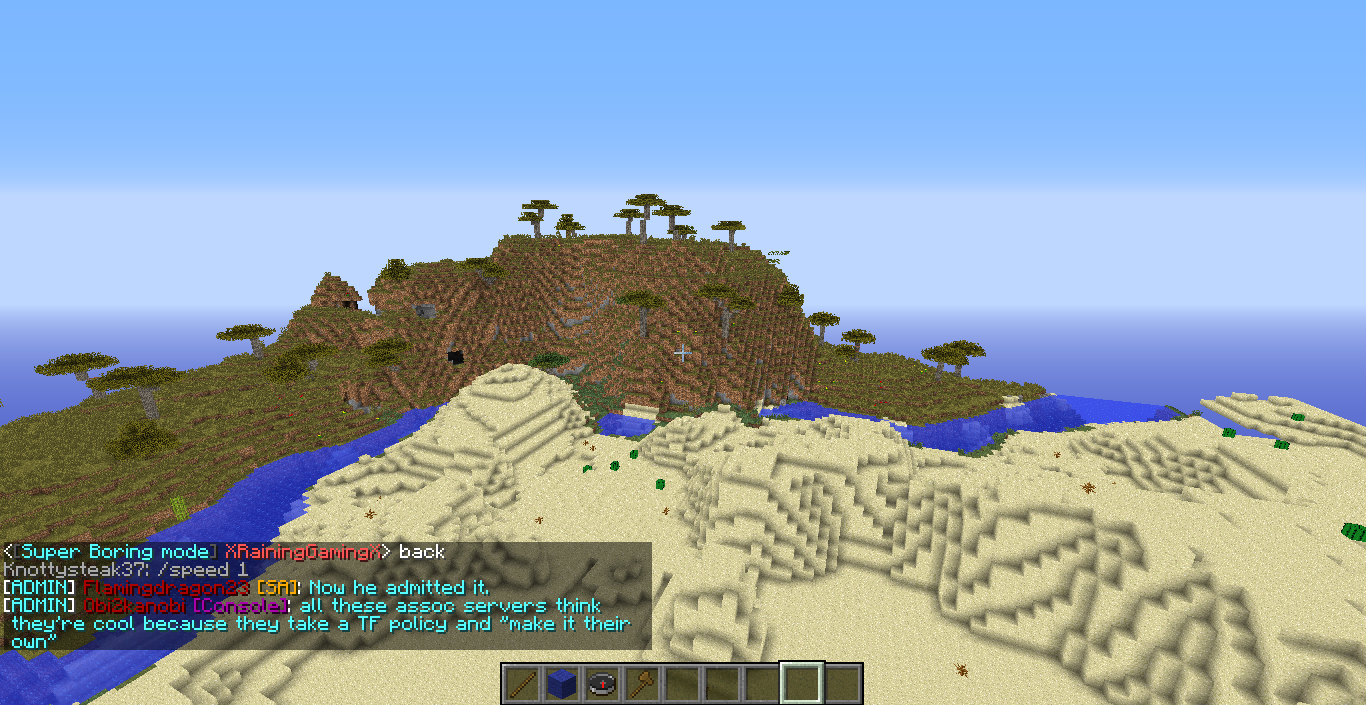 <[Super Boring mode] XRainingGamingX> back
Knottysteak37: /speed 1
[ADMIN] Flamingdragon23 [SA]: Now he admitted it.
[ADMIN] Obi2kanobi [Console]: all these assoc servers think
they're cool because they take a TF policy and "make it their
own"